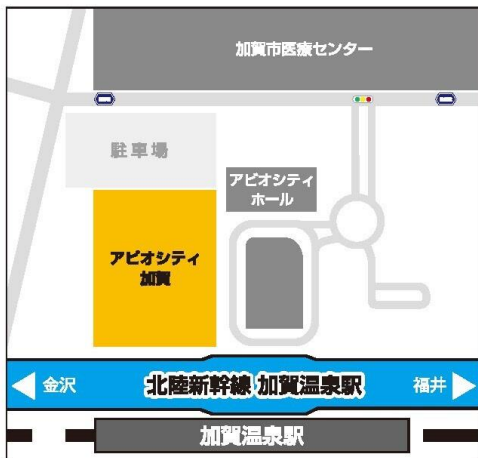 加賀市医療センター
駐車場
アビオシティ
ホール
アビオシティ
加賀
金沢
北陸新幹線 加賀温泉駅
福井
加賀温泉駅